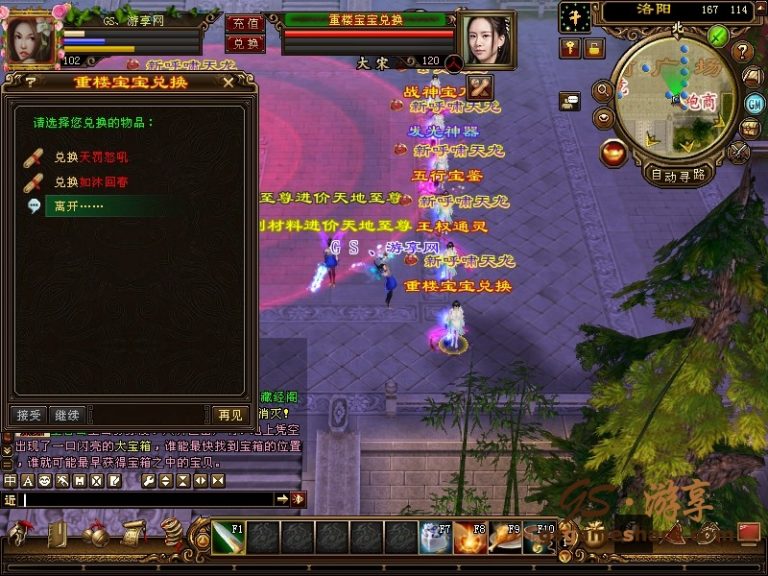 GS、游享网
充值
重楼宝宝兑换
兑换
102
大宋
120
洛阳
167 114
北
GM
自动寻路
? 重楼宝宝兑换
请选择您兑换的物品：
兑换天罚怒吼
兑换如沐回春
离开……
接受
继续
再见
新呼啸天龙
发光神器
新呼啸天龙
五行宝鉴
至尊进价天地至尊
新呼啸天龙
材料进价天地至尊
王权通灵
GS 游享网
新呼啸天龙
重楼宝宝兑换
藏经阁
消灭！
上凭空
出现了一口闪亮的大宝箱，谁能最快找到宝箱的位置
，谁就可能最早获得宝箱之中的宝贝。
近
F1
F7
F8
F9
F10
GS·游享